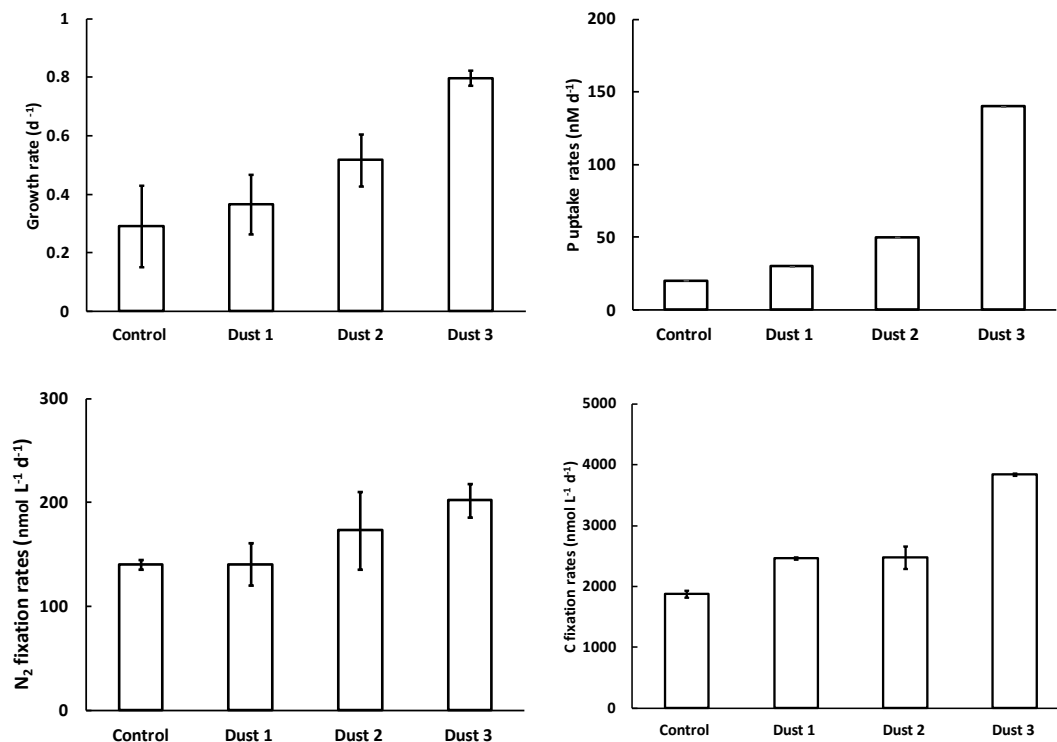 Growth rate (d ⁻¹)
1
0.8
0.6
0.4
0.2
0
Control Dust 1 Dust 2 Dust 3
P uptake rates (nM d⁻¹)
200
150
100
50
0
Control Dust 1 Dust 2 Dust 3
N₂ fixation rates (nmol L⁻¹ d⁻¹)
300
200
100
0
Control Dust 1 Dust 2 Dust 3
C fixation rates (nmol L⁻¹ d⁻¹)
5000
4000
3000
2000
1000
0
Control Dust 1 Dust 2 Dust 3